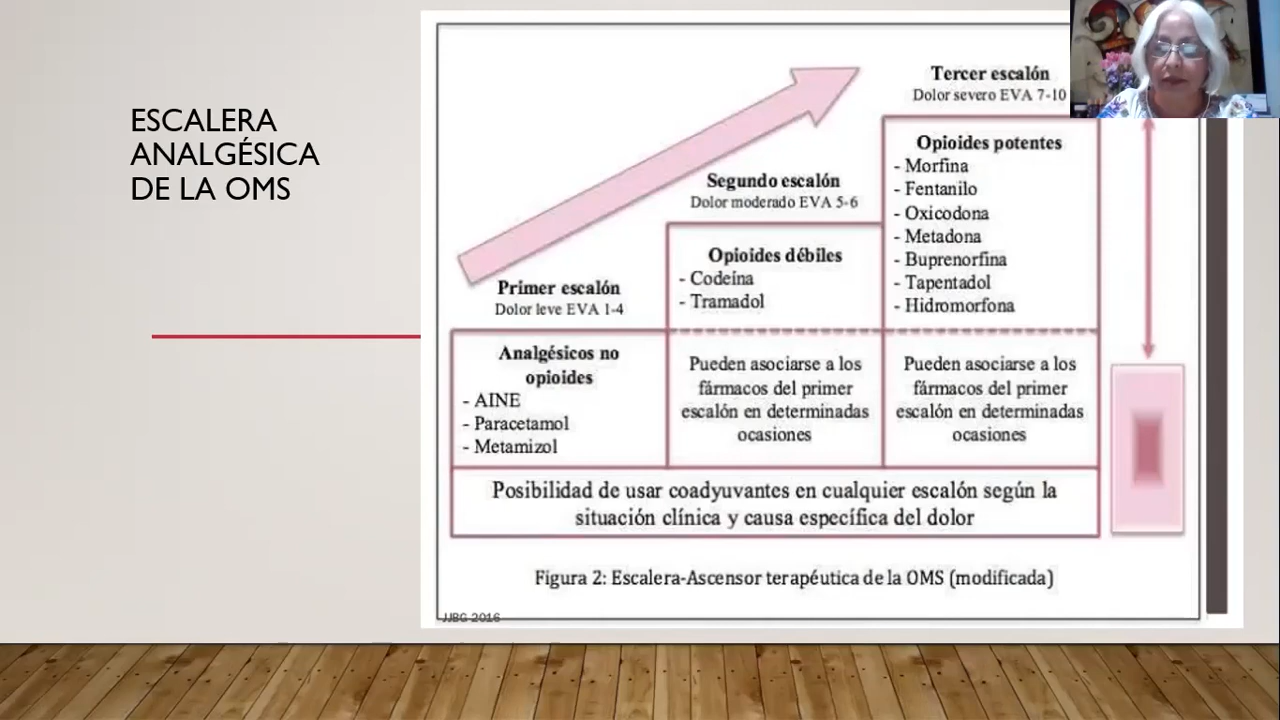 ESCALERA
ANALGÉSICA
DE LA OMS
Tercer escalón
Dolor severo EVA 7-10
Opioides potentes
- Morfina
- Fentanilo
- Oxicodona
- Metadona
- Buprenorfina
- Tapentadol
- Hidromorfona
Segundo escalón
Dolor moderado EVA 5-6
Opioides débiles
- Codeína
- Tramadol
Primer escalón
Dolor leve EVA 1-4
Analgésicos no
opioides
- AINE
- Paracetamol
- Metamizol
Pueden asociarse a los
fármacos del primer
escalón en determinadas
ocasiones
Pueden asociarse a los
fármacos del primer
escalón en determinadas
ocasiones
Posibilidad de usar coadyuvantes en cualquier escalón según la
situación clínica y causa específica del dolor
Figura 2: Escalera-Ascensor terapéutica de la OMS (modificada)
JJBG 2016